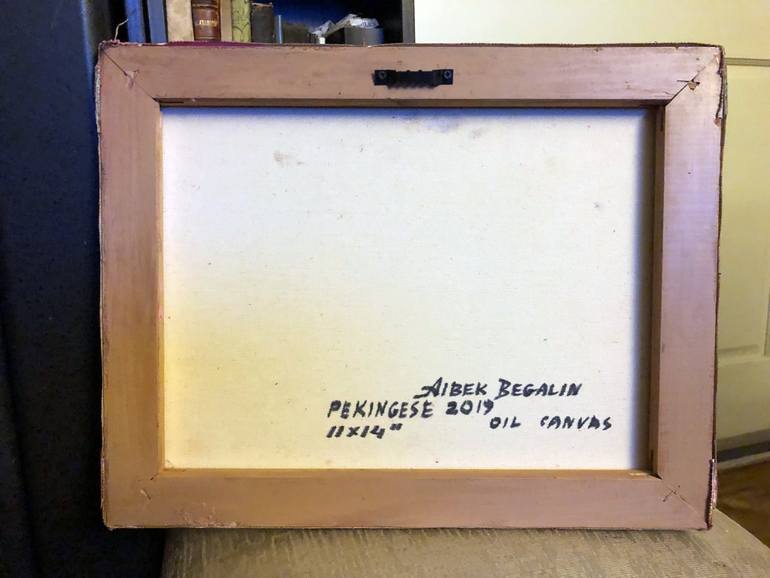 AIBEK BEGALIN
PEKINGESE 2019
OIL CANVAS
11x14"